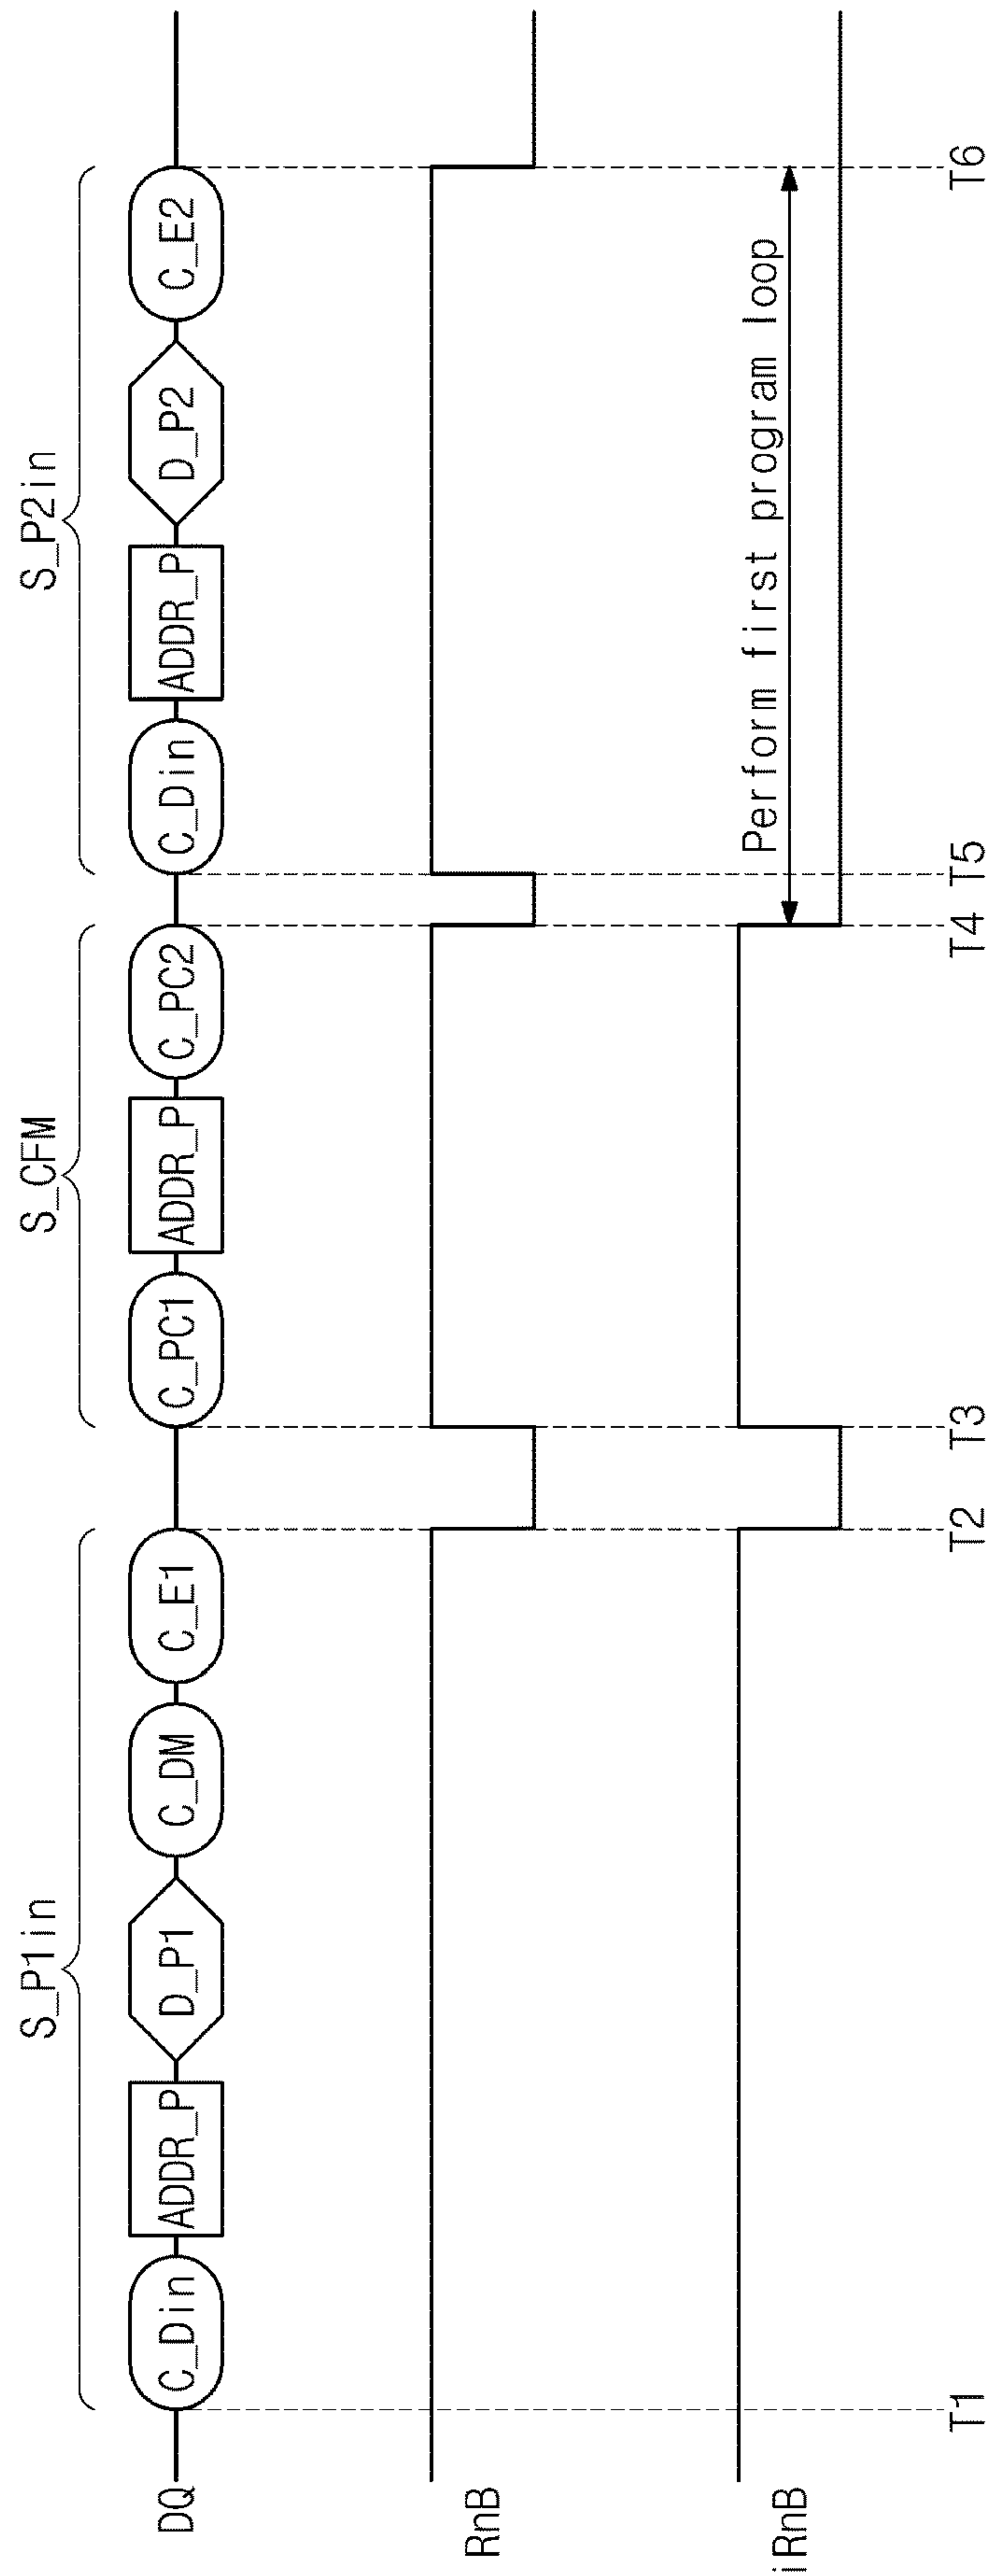 S_P1in S_CFM S_P2in
DQ C_Din ADDR_P D_P1 C_DM C_E1 C_PC1 ADDR_P C_PC2 C_Din ADDR_P D_P2 C_E2
RnB
Perform first program loop
iRnB
T1 T2 T3 T4 T5 T6